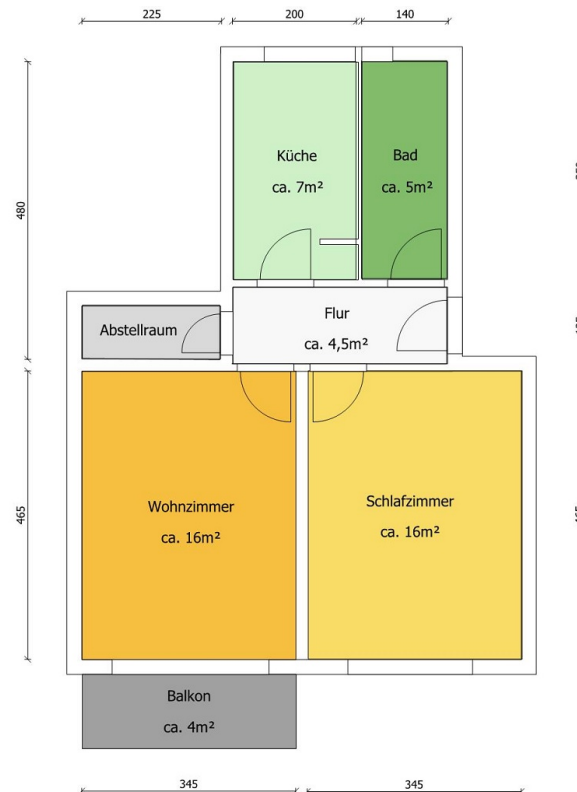 225
200
140
Küche
ca. 7m²
Bad
ca. 5m²
480
Abstellraum
Flur
ca. 4,5m²
Wohnzimmer
ca. 16m²
Schlafzimmer
ca. 16m²
465
Balkon
ca. 4m²
345
345